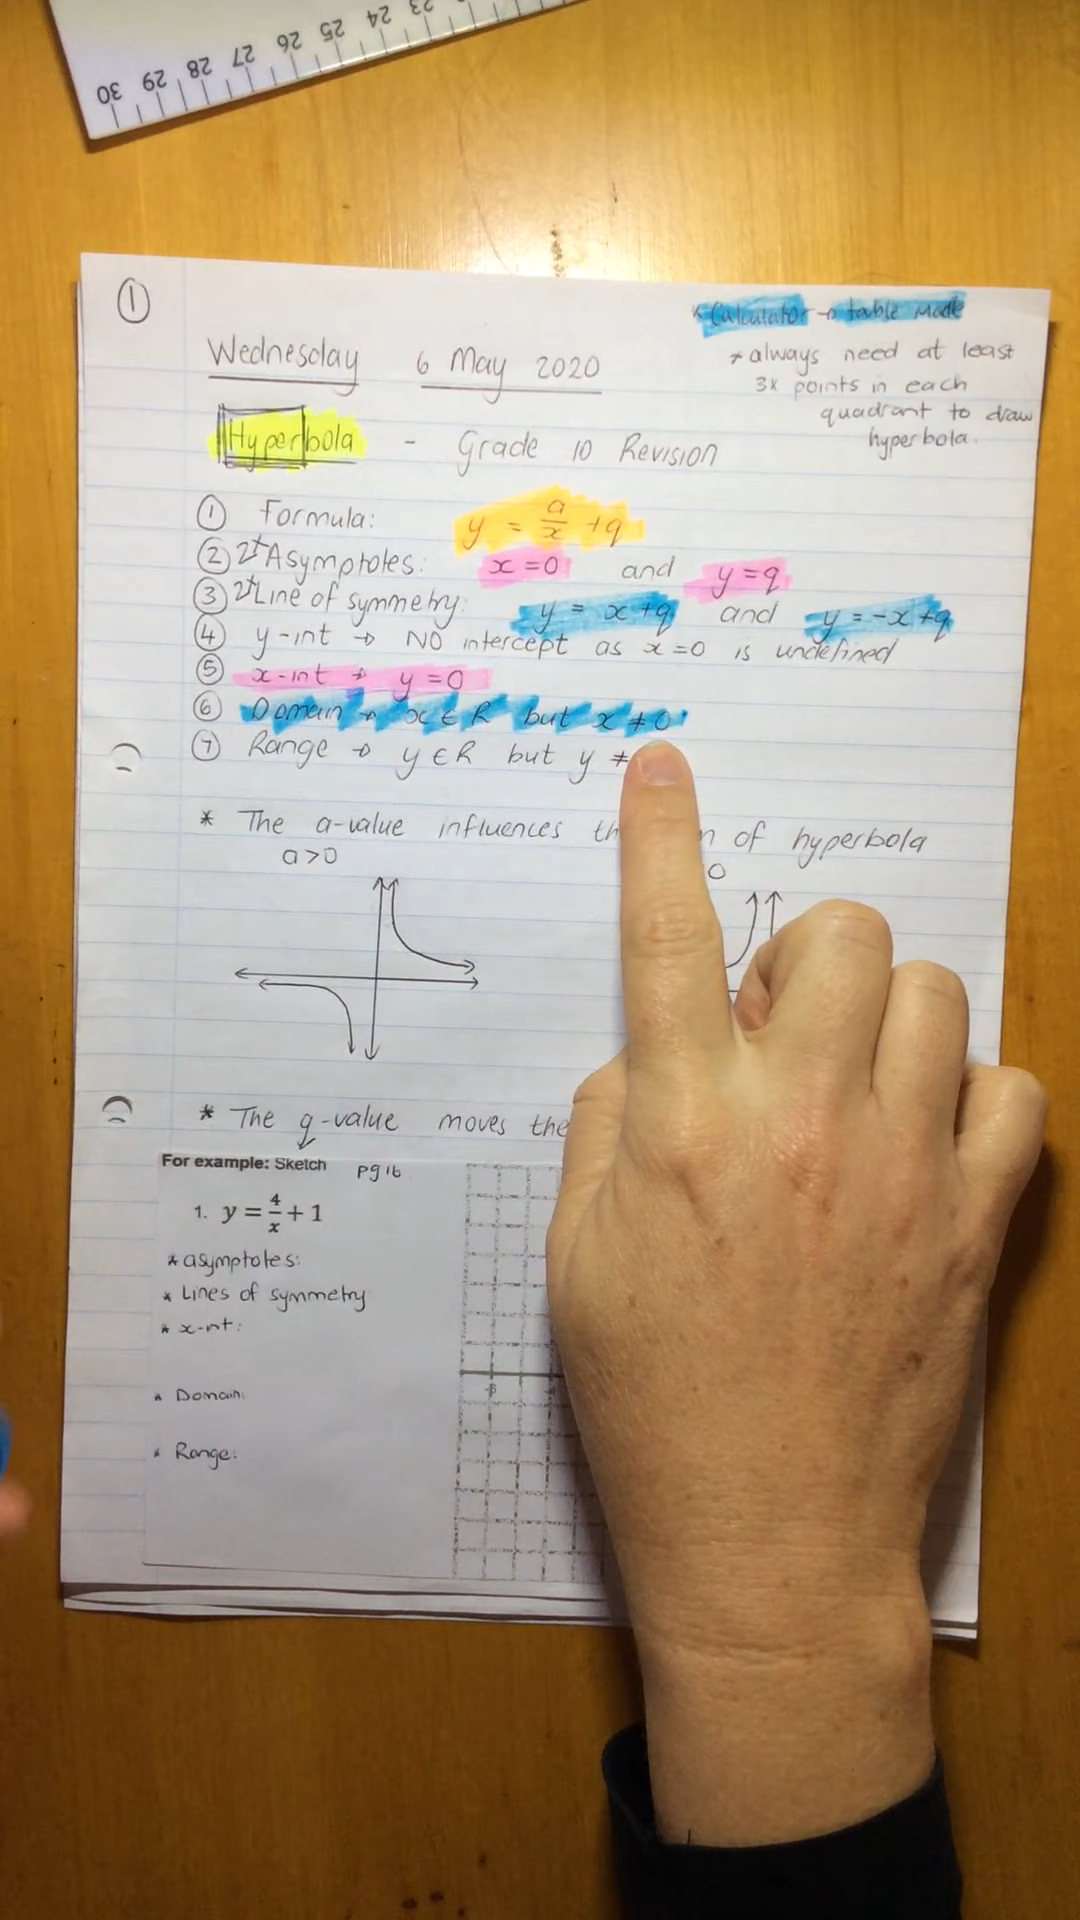 30 29 28 27 26 25 24 23
①
* Calculator → table mode
Wednesday 6 May 2020
* always need at least
3x points in each
quadrant to draw
hyperbola.
Hyperbola - Grade 10 Revision
① Formula: y = a/x + q
② 2x Asymptotes: x = 0 and y = q
③ 2x Line of symmetry: y = x + q and y = -x + q
④ y-int → NO intercept as x = 0 is undefined
⑤ x-int → y = 0
⑥ Domain → x ∈ R but x ≠ 0
⑦ Range → y ∈ R but y ≠
* The a-value influences of hyperbola
a > 0 0
* The q-value moves the
For example: Sketch pg 16
1. y = 4/x + 1
* asymptotes:
* Lines of symmetry
* x-int:
* Domain:
* Range: